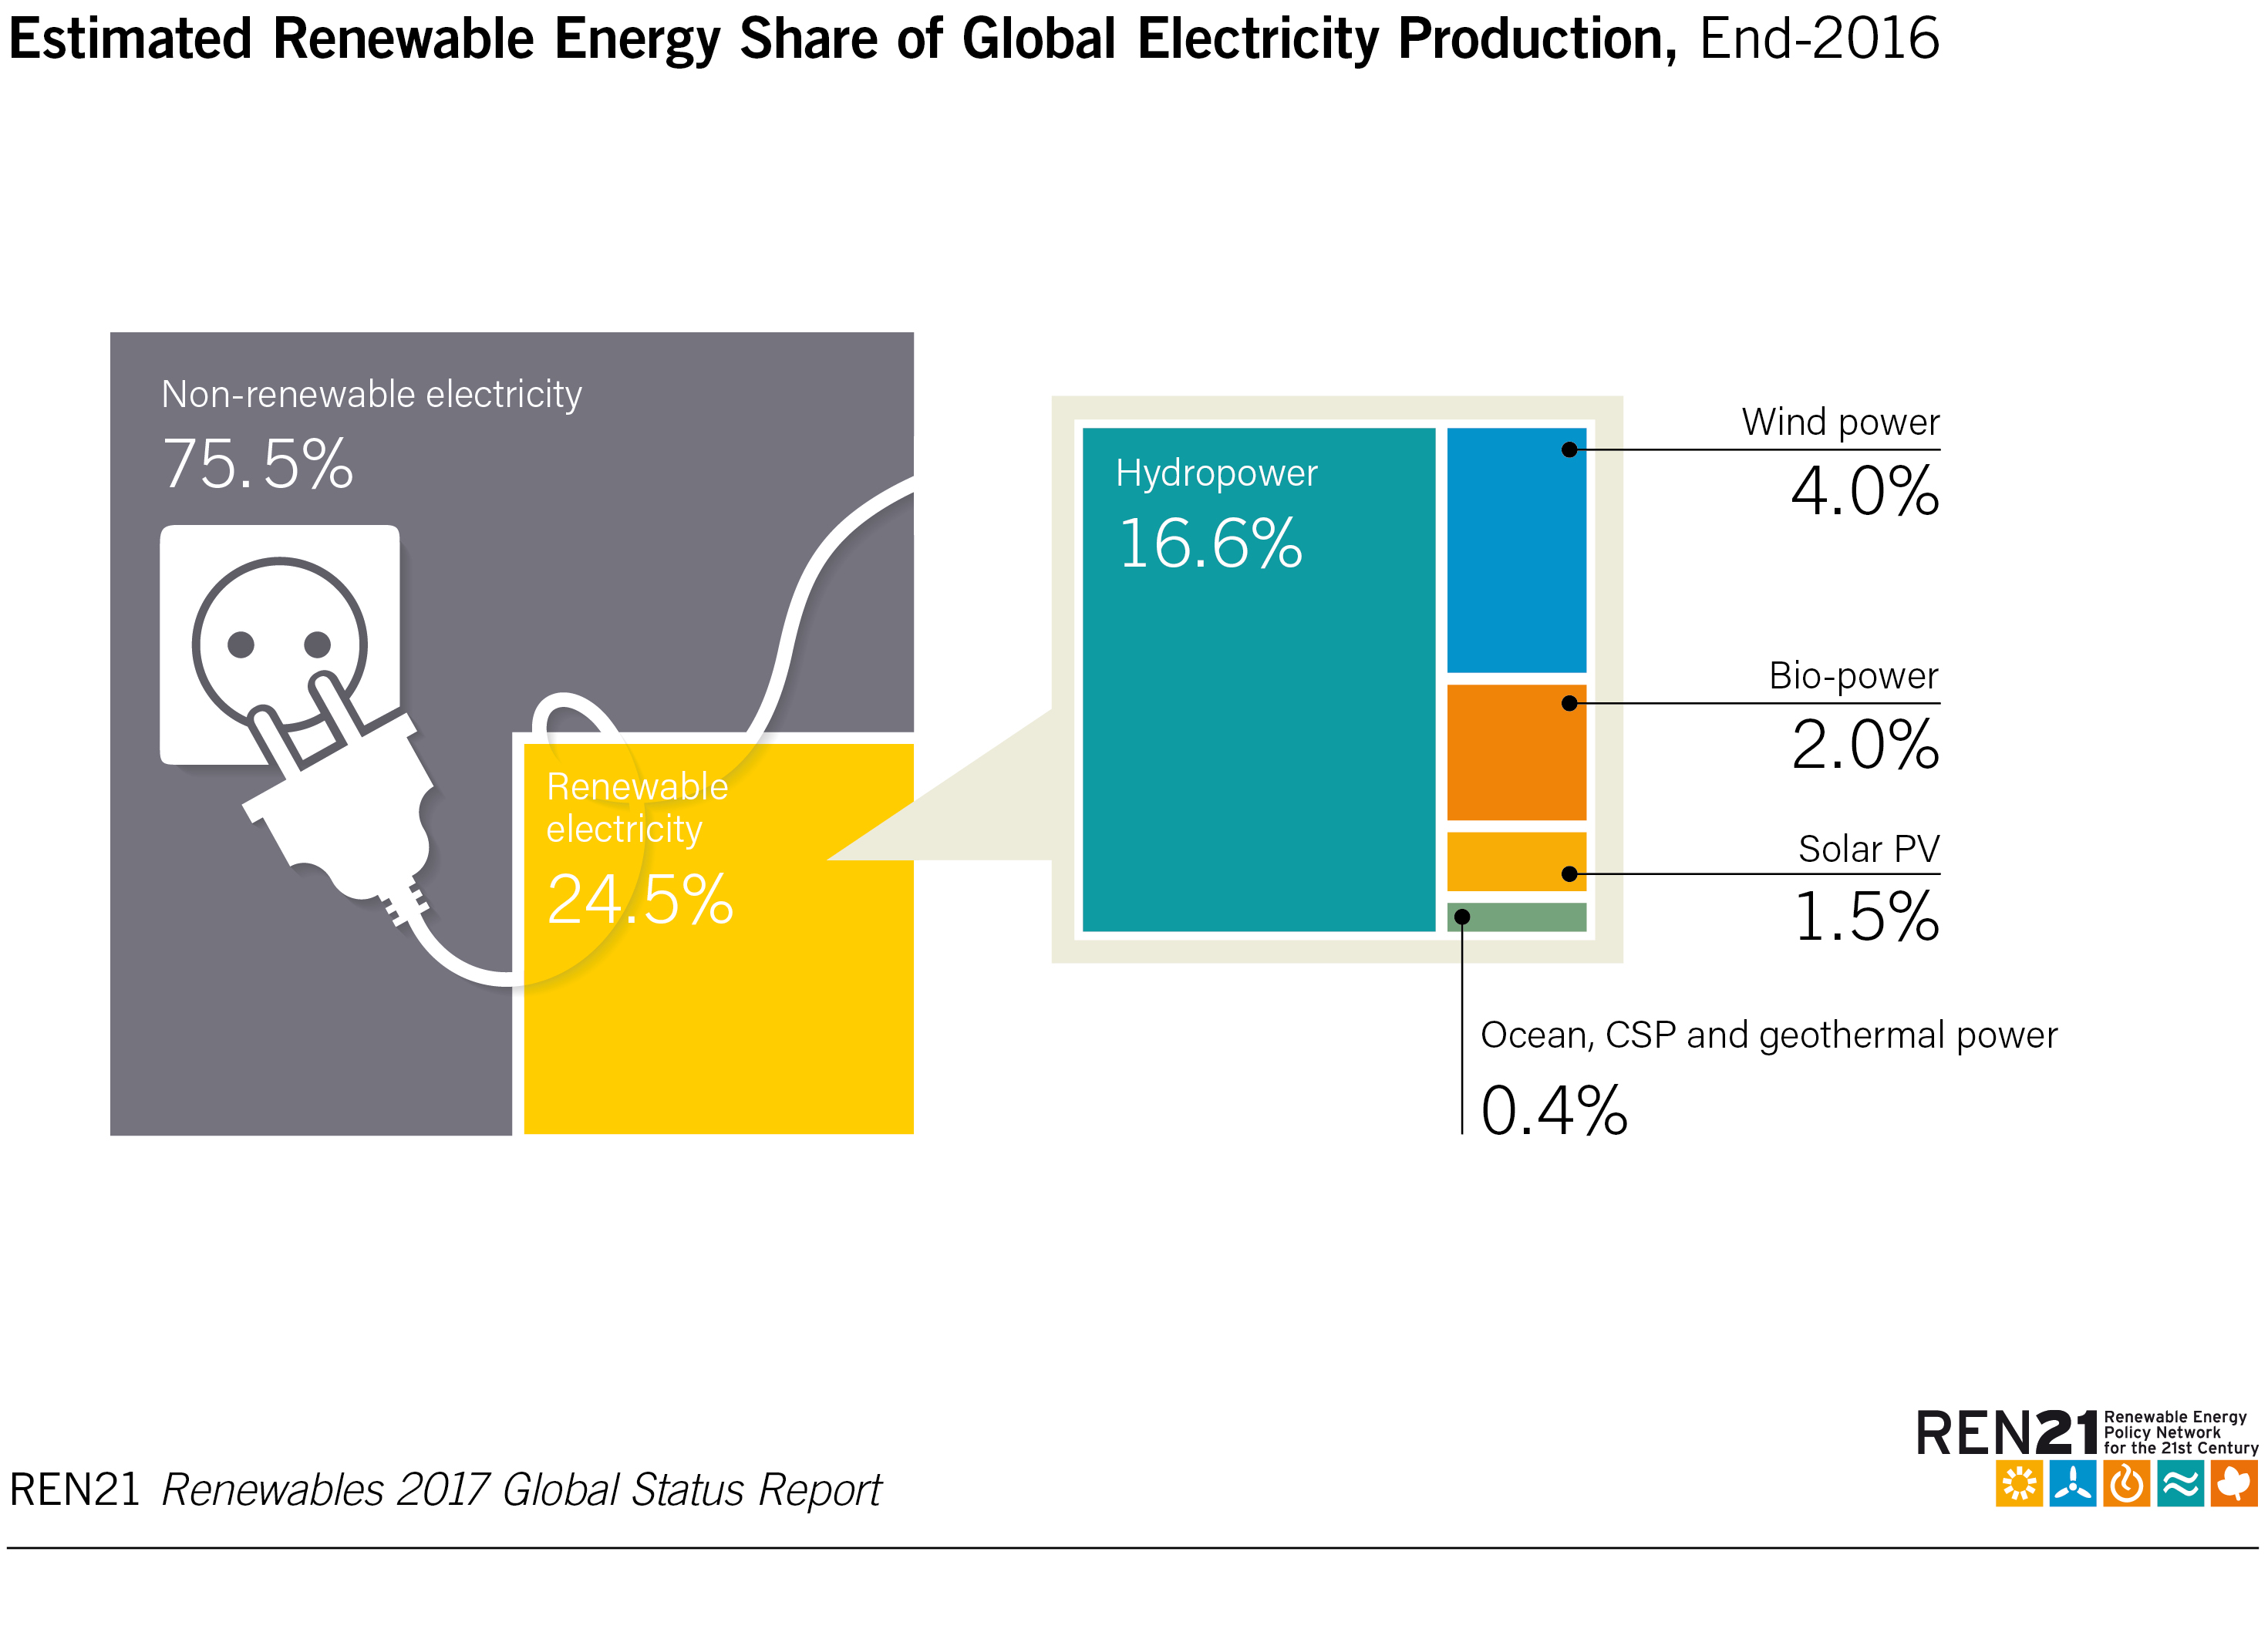 Estimated Renewable Energy Share of Global Electricity Production, End-2016
Non-renewable electricity
75.5%
Renewable
electricity
24.5%
Hydropower
16.6%
Wind power
4.0%
Bio-power
2.0%
Solar PV
1.5%
Ocean, CSP and geothermal power
0.4%
REN21 Renewables 2017 Global Status Report
REN21
Renewable Energy
Policy Network
for the 21st Century